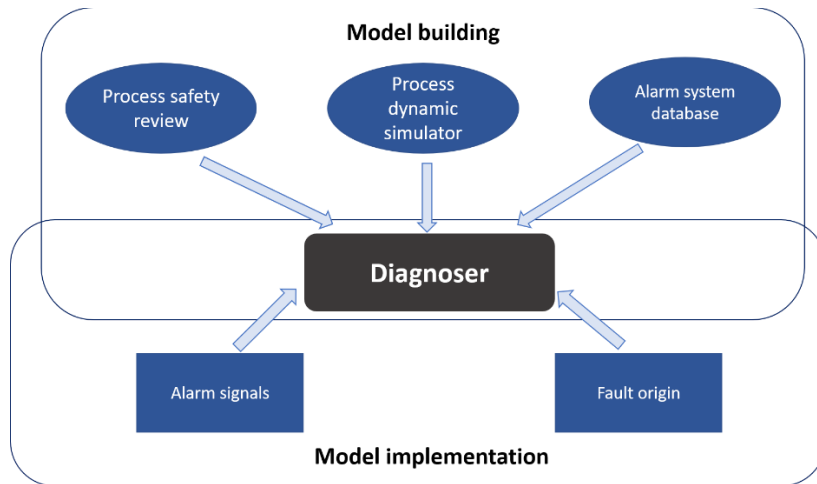 Model building
Process safety
review
Process
dynamic
simulator
Alarm system
database
Diagnoser
Alarm signals
Fault origin
Model implementation